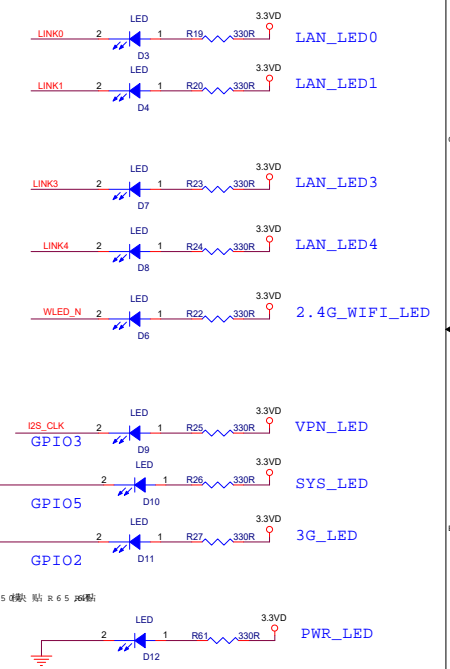 LED 3.3VD
LINK0 2 1 R19 330R LAN_LED0
D3
LED 3.3VD
LINK1 2 1 R20 330R LAN_LED1
D4
LED 3.3VD
LINK3 2 1 R23 330R LAN_LED3
D7
LED 3.3VD
LINK4 2 1 R24 330R LAN_LED4
D8
LED 3.3VD
WLED_N 2 1 R22 330R 2.4G_WIFI_LED
D6
LED 3.3VD
I2S_CLK 2 1 R25 330R VPN_LED
GPIO3 D9
LED 3.3VD
2 1 R26 330R SYS_LED
GPIO5 D10
LED 3.3VD
2 1 R27 330R 3G_LED
GPIO2 D11
50 贴 R65
LED 3.3VD
2 1 R61 330R PWR_LED
D12